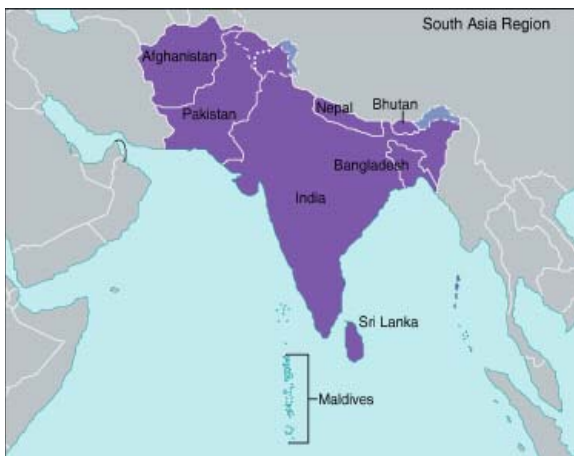 South Asia Region
Afghanistan
Pakistan
Nepal
Bhutan
Bangladesh
India
Sri Lanka
Maldives